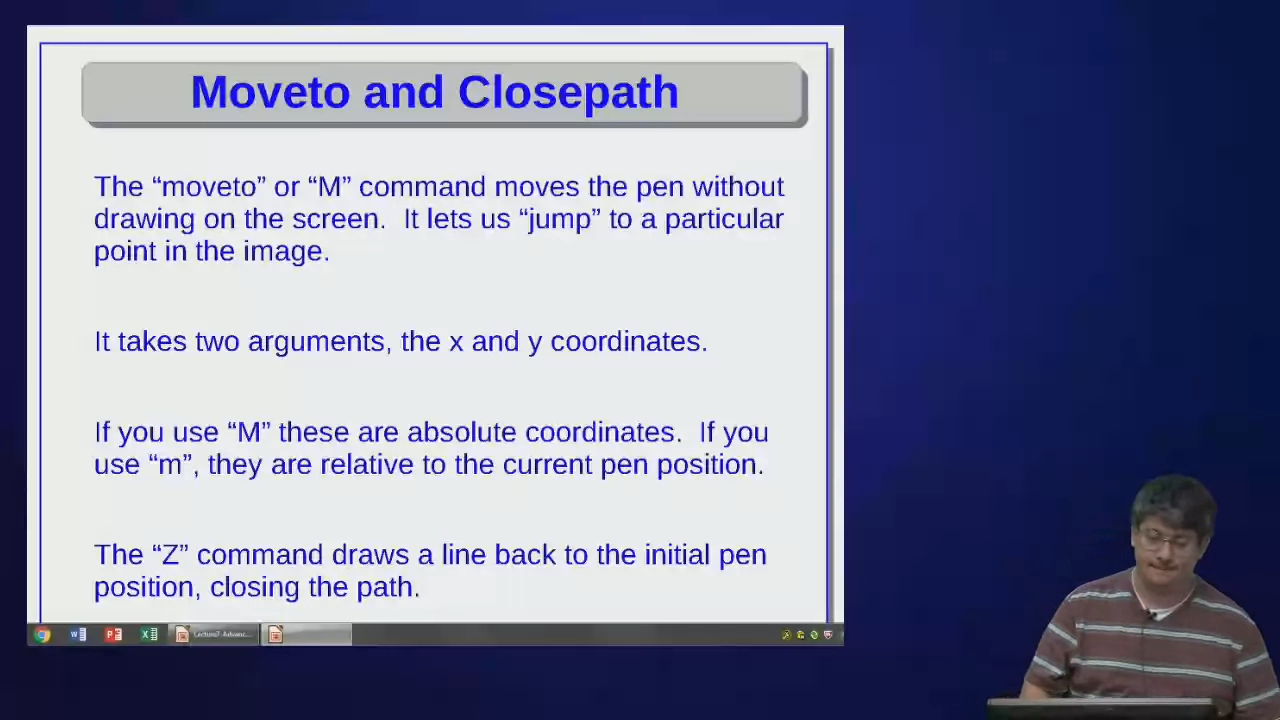 Moveto and Closepath
The “moveto” or “M” command moves the pen without
drawing on the screen.  It lets us “jump” to a particular
point in the image.
It takes two arguments, the x and y coordinates.
If you use “M” these are absolute coordinates.  If you
use “m”, they are relative to the current pen position.
The “Z” command draws a line back to the initial pen
position, closing the path.
Lecture7 Advanc...